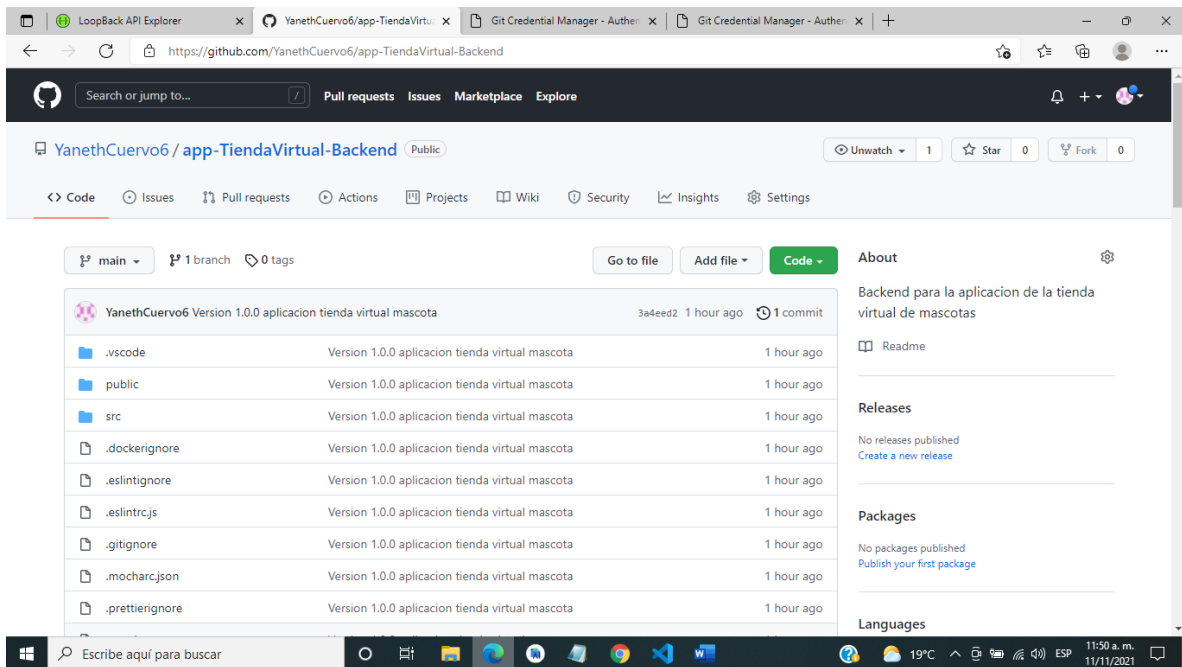 LoopBack API Explorer
YanethCuervo6/app-TiendaVirtu
Git Credential Manager - Authen
Git Credential Manager - Authen
https://github.com/YanethCuervo6/app-TiendaVirtual-Backend
Search or jump to... / Pull requests Issues Marketplace Explore
YanethCuervo6 / app-TiendaVirtual-Backend Public
Unwatch 1 Star 0 Fork 0
Code Issues Pull requests Actions Projects Wiki Security Insights Settings
main 1 branch 0 tags Go to file Add file Code
YanethCuervo6 Version 1.0.0 aplicacion tienda virtual mascota 3a4eed2 1 hour ago 1 commit
.vscode Version 1.0.0 aplicacion tienda virtual mascota 1 hour ago
public Version 1.0.0 aplicacion tienda virtual mascota 1 hour ago
src Version 1.0.0 aplicacion tienda virtual mascota 1 hour ago
.dockerignore Version 1.0.0 aplicacion tienda virtual mascota 1 hour ago
.eslintignore Version 1.0.0 aplicacion tienda virtual mascota 1 hour ago
.eslintrc.js Version 1.0.0 aplicacion tienda virtual mascota 1 hour ago
.gitignore Version 1.0.0 aplicacion tienda virtual mascota 1 hour ago
.mocharc.json Version 1.0.0 aplicacion tienda virtual mascota 1 hour ago
.prettierignore Version 1.0.0 aplicacion tienda virtual mascota 1 hour ago
About
Backend para la aplicacion de la tienda
virtual de mascotas
Readme
Releases
No releases published
Create a new release
Packages
No packages published
Publish your first package
Languages
Escribe aquí para buscar
19°C ESP
11:50 a. m.
11/11/2021